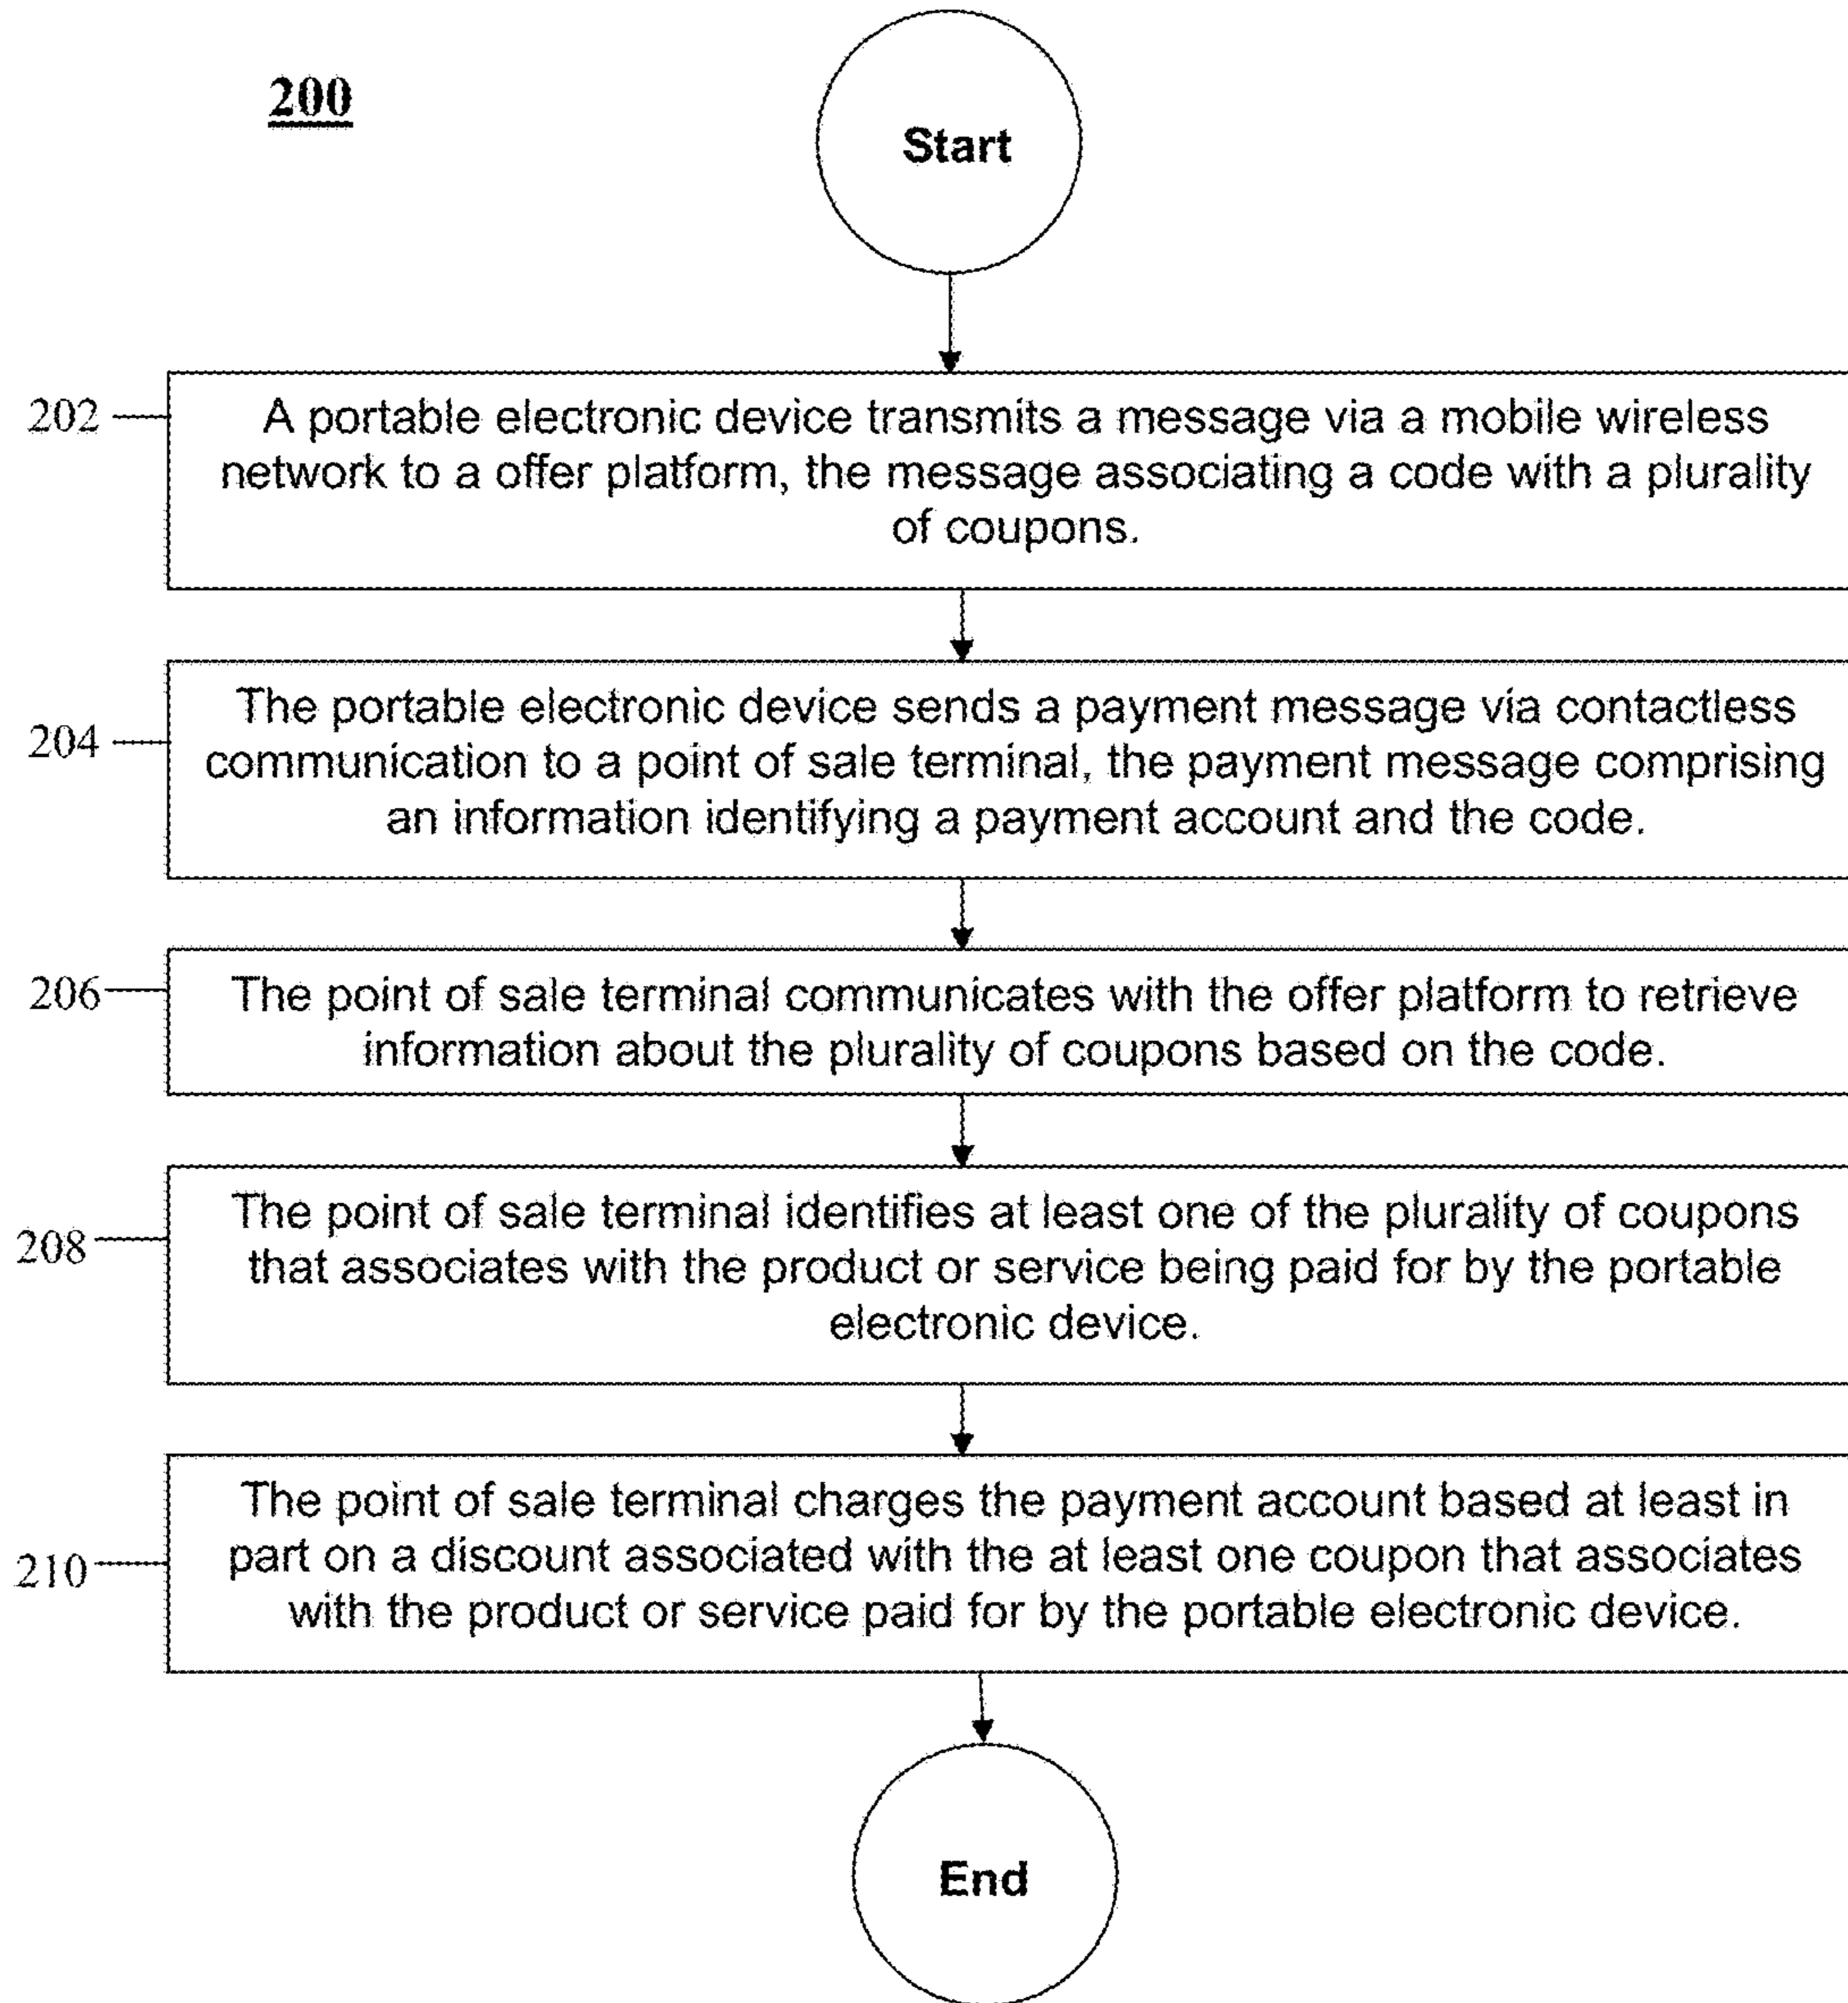 200
Start
202
A portable electronic device transmits a message via a mobile wireless
network to a offer platform, the message associating a code with a plurality
of coupons.
204
The portable electronic device sends a payment message via contactless
communication to a point of sale terminal, the payment message comprising
an information identifying a payment account and the code.
206
The point of sale terminal communicates with the offer platform to retrieve
information about the plurality of coupons based on the code.
208
The point of sale terminal identifies at least one of the plurality of coupons
that associates with the product or service being paid for by the portable
electronic device.
210
The point of sale terminal charges the payment account based at least in
part on a discount associated with the at least one coupon that associates
with the product or service paid for by the portable electronic device.
End